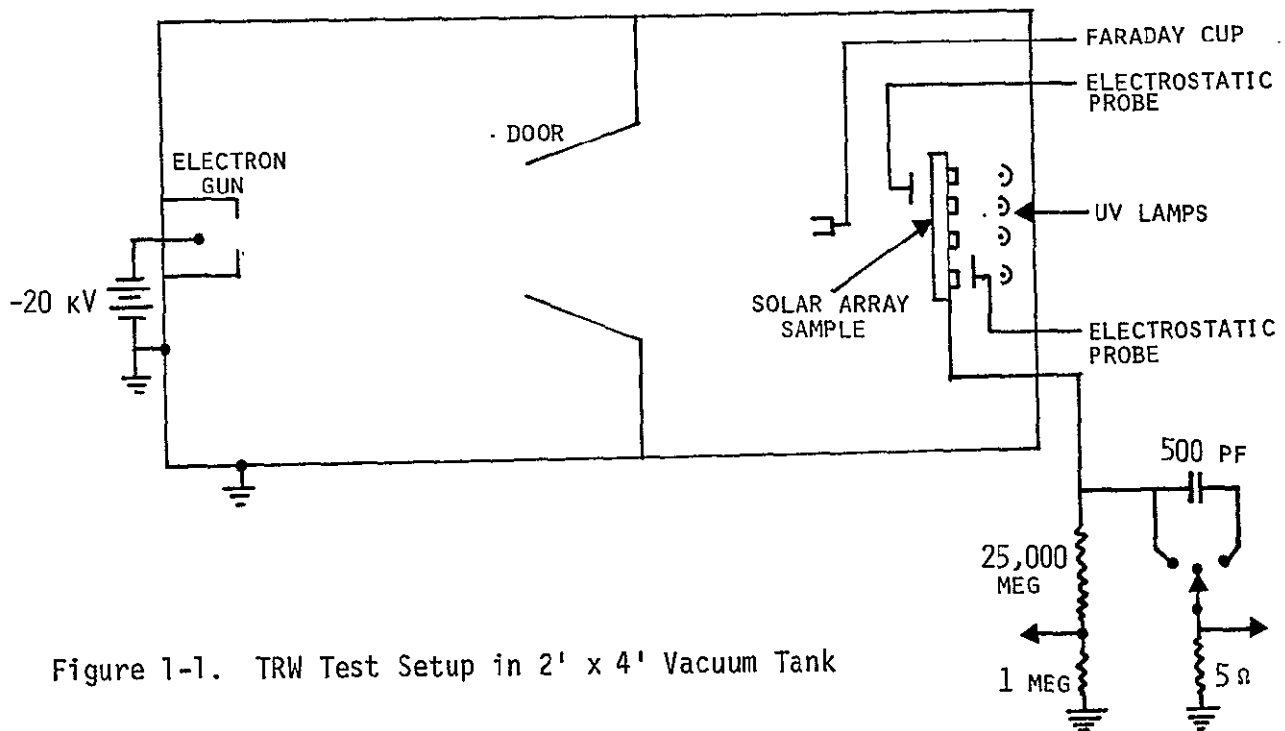 FARADAY CUP
ELECTROSTATIC
PROBE
DOOR
ELECTRON
GUN
UV LAMPS
-20 KV
SOLAR ARRAY
SAMPLE
ELECTROSTATIC
PROBE
500 PF
25,000
MEG
1 MEG
5 Ω
Figure 1-1. TRW Test Setup in 2' x 4' Vacuum Tank